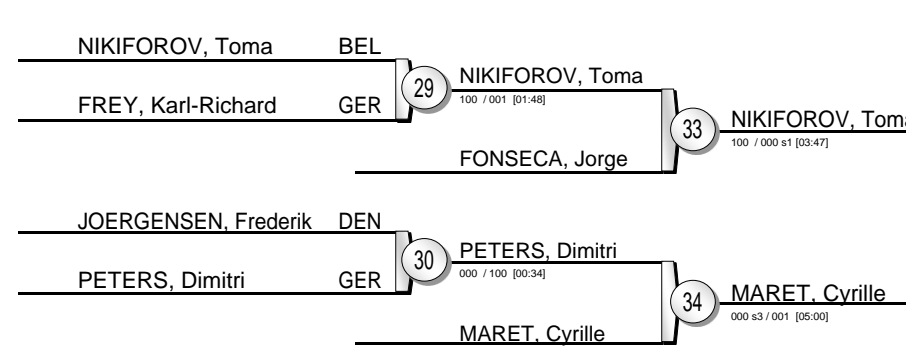 NIKIFOROV, Toma BEL
FREY, Karl-Richard GER
29
NIKIFOROV, Toma
100 / 001 [01:48]
FONSECA, Jorge
33
NIKIFOROV, Toma
100 / 000 s1 [03:47]
JOERGENSEN, Frederik DEN
PETERS, Dimitri GER
30
PETERS, Dimitri
000 / 100 [00:34]
MARET, Cyrille
34
MARET, Cyrille
000 s3 / 001 [05:00]